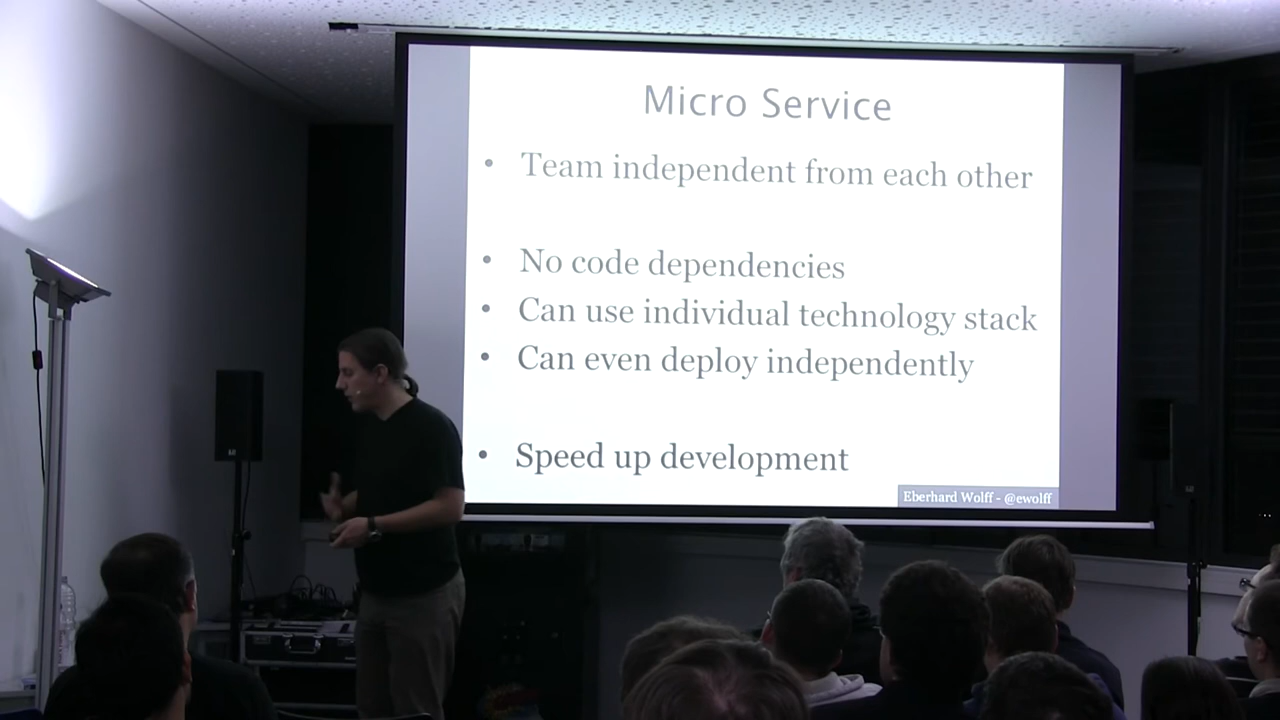 Micro Service
• Team independent from each other
• No code dependencies
• Can use individual technology stack
• Can even deploy independently
• Speed up development
Eberhard Wolff - @ewolff